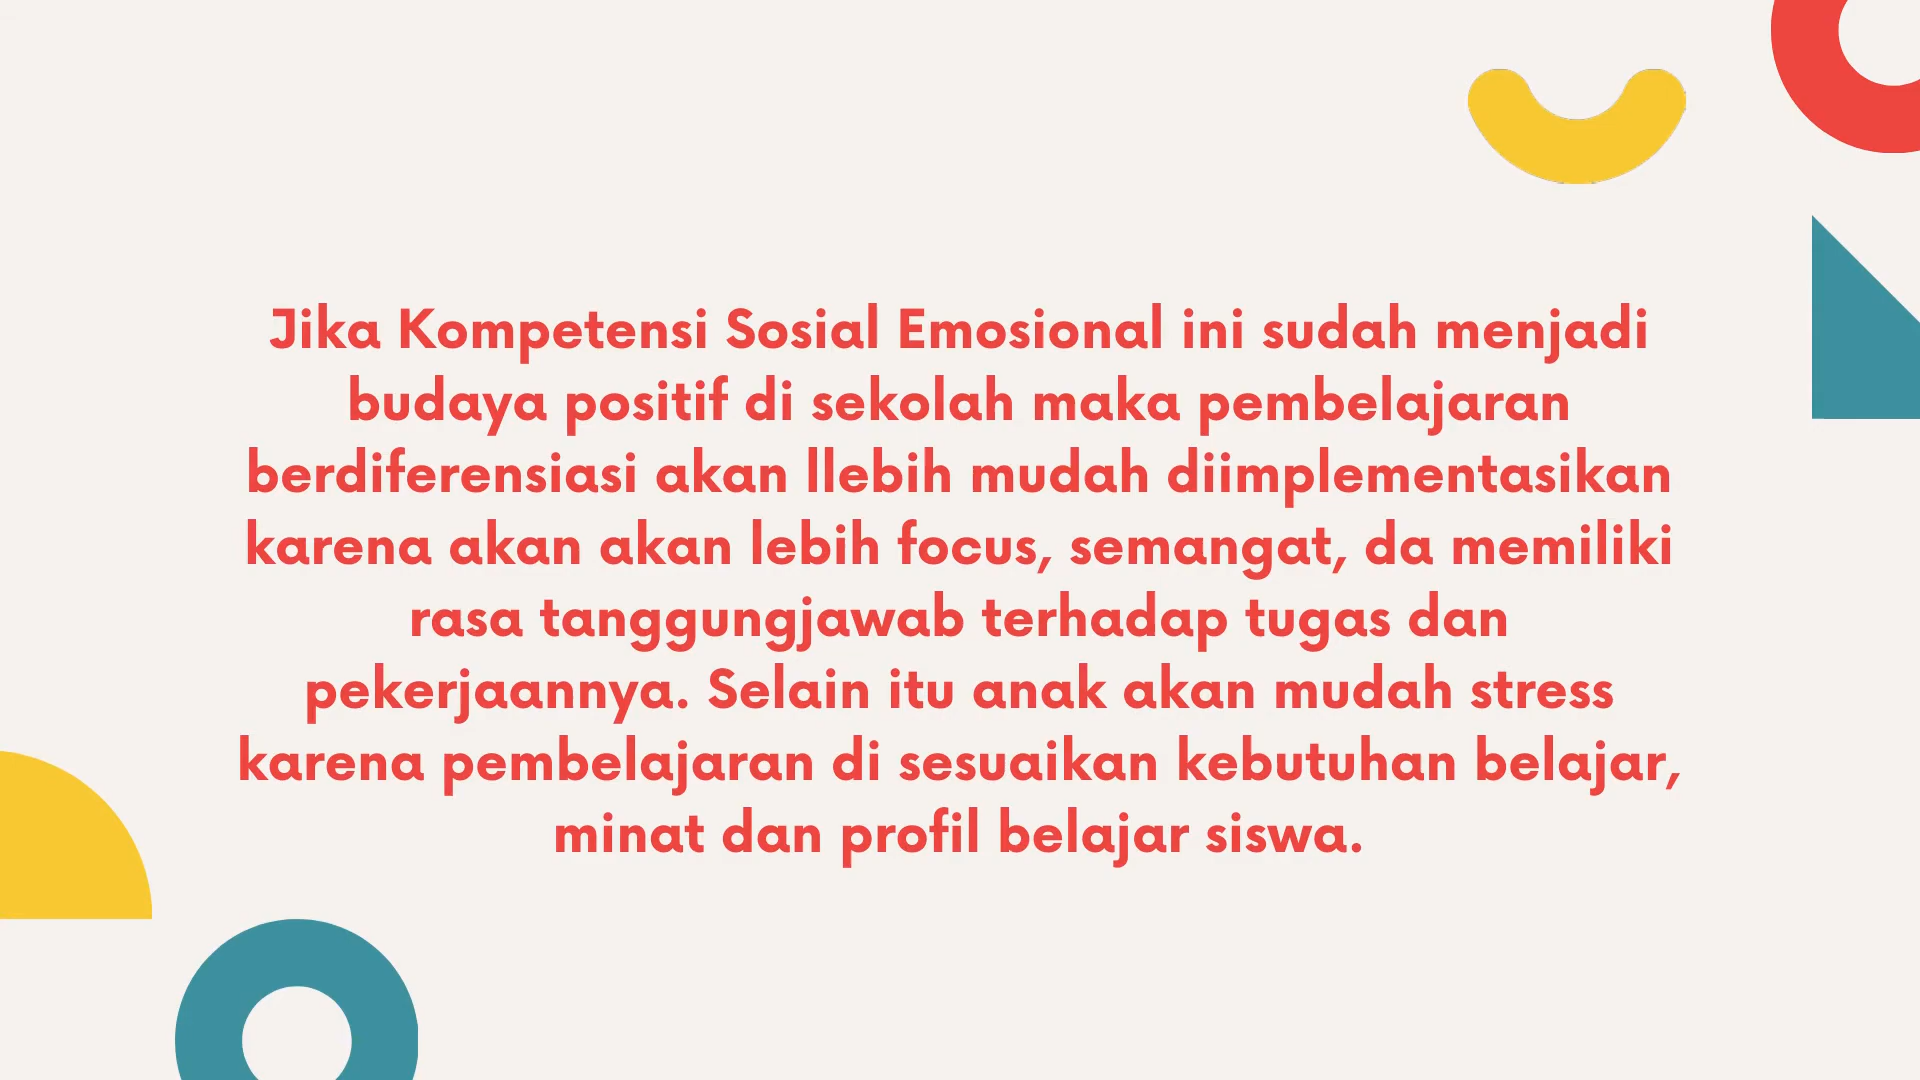 Jika Kompetensi Sosial Emosional ini sudah menjadi
budaya positif di sekolah maka pembelajaran
berdiferensiasi akan llebih mudah diimplementasikan
karena akan akan lebih focus, semangat, da memiliki
rasa tanggungjawab terhadap tugas dan
pekerjaannya. Selain itu anak akan mudah stress
karena pembelajaran di sesuaikan kebutuhan belajar,
minat dan profil belajar siswa.